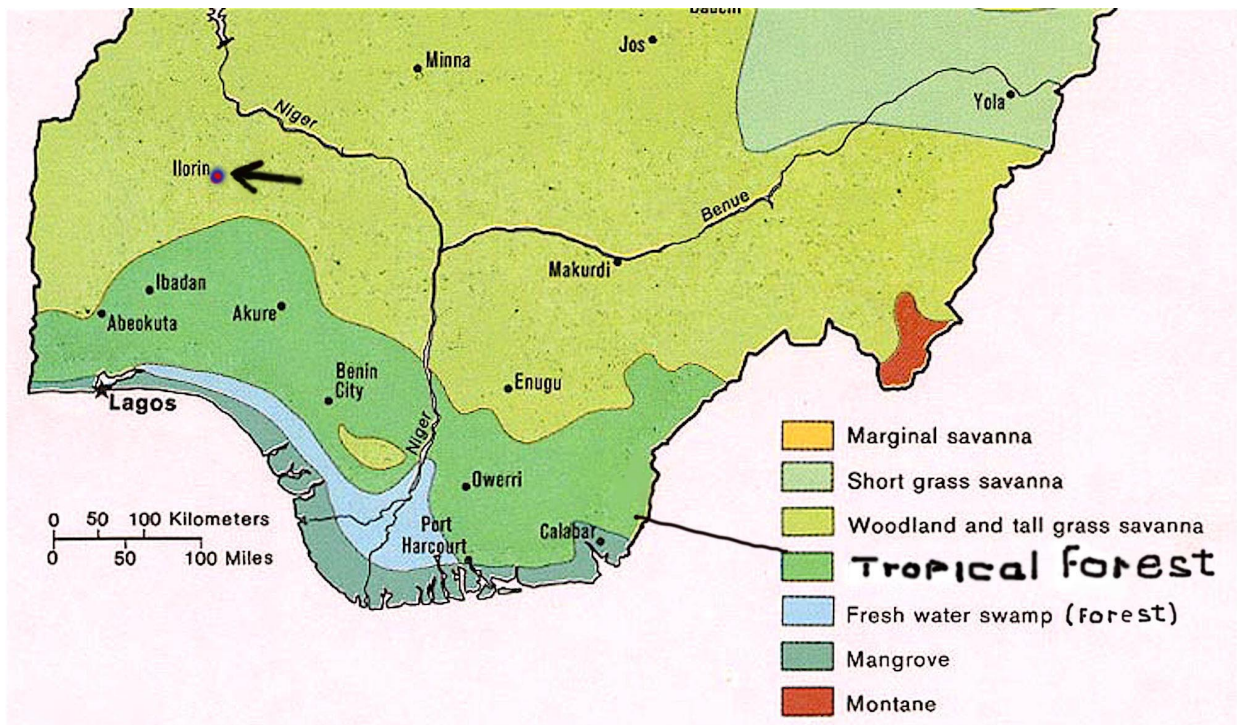 Jos
Minna
Yola
Niger
Ilorin
Benue
Makurdi
Ibadan
Akure
Abeokuta
Benin
City
Enugu
Lagos
Niger
Owerri
Port
Harcourt
Calabar
0 50 100 Kilometers
0 50 100 Miles
Marginal savanna
Short grass savanna
Woodland and tall grass savanna
Tropical Forest
Fresh water swamp (Forest)
Mangrove
Montane